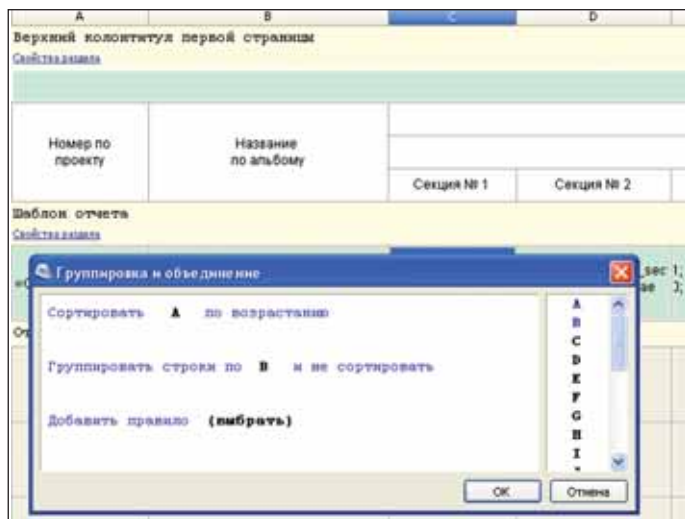 A B C D
Верхний колонтитул первой страницы
Свойства раздела
Номер по
проекту
Название
по альбому
Секция № 1 Секция № 2
Шаблон отчета
Свойства раздела
Группировка и объединение
Сортировать A по возрастанию
Группировать строки по B и не сортировать
Добавить правило (выбрать)
A
B
C
D
E
F
G
H
I
OK Отмена